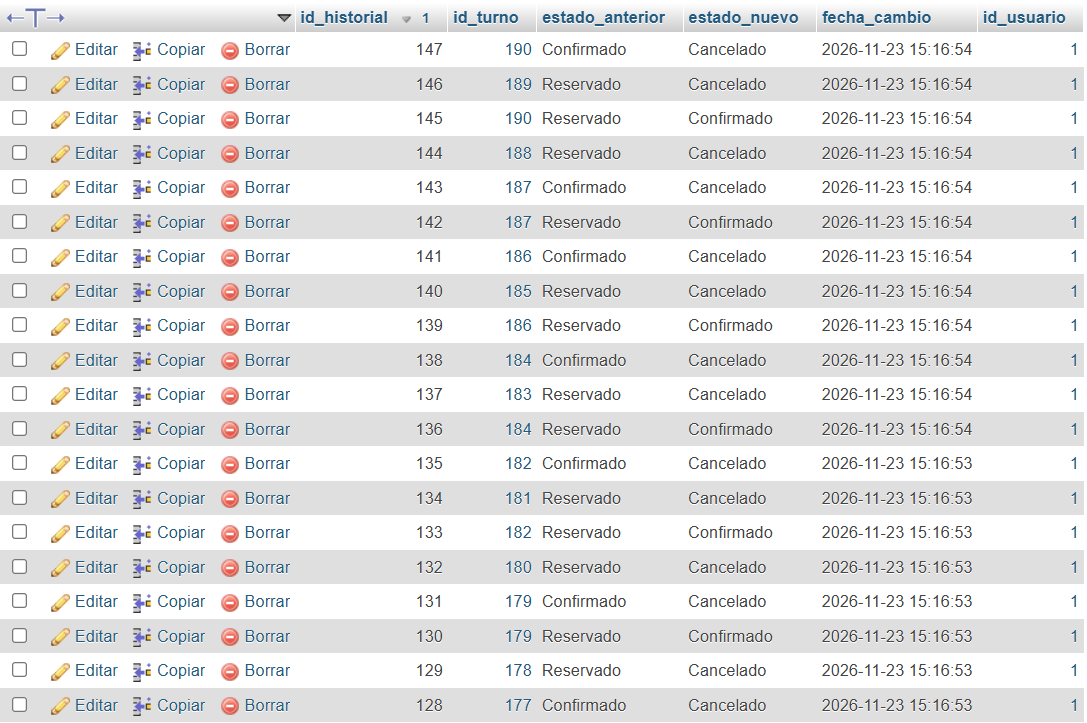 id_historial 1 id_turno estado_anterior estado_nuevo fecha_cambio id_usuario
Editar Copiar Borrar 147 190 Confirmado Cancelado 2026-11-23 15:16:54 1
Editar Copiar Borrar 146 189 Reservado Cancelado 2026-11-23 15:16:54 1
Editar Copiar Borrar 145 190 Reservado Confirmado 2026-11-23 15:16:54 1
Editar Copiar Borrar 144 188 Reservado Cancelado 2026-11-23 15:16:54 1
Editar Copiar Borrar 143 187 Confirmado Cancelado 2026-11-23 15:16:54 1
Editar Copiar Borrar 142 187 Reservado Confirmado 2026-11-23 15:16:54 1
Editar Copiar Borrar 141 186 Confirmado Cancelado 2026-11-23 15:16:54 1
Editar Copiar Borrar 140 185 Reservado Cancelado 2026-11-23 15:16:54 1
Editar Copiar Borrar 139 186 Reservado Confirmado 2026-11-23 15:16:54 1
Editar Copiar Borrar 138 184 Confirmado Cancelado 2026-11-23 15:16:54 1
Editar Copiar Borrar 137 183 Reservado Cancelado 2026-11-23 15:16:54 1
Editar Copiar Borrar 136 184 Reservado Confirmado 2026-11-23 15:16:54 1
Editar Copiar Borrar 135 182 Confirmado Cancelado 2026-11-23 15:16:53 1
Editar Copiar Borrar 134 181 Reservado Cancelado 2026-11-23 15:16:53 1
Editar Copiar Borrar 133 182 Reservado Confirmado 2026-11-23 15:16:53 1
Editar Copiar Borrar 132 180 Reservado Cancelado 2026-11-23 15:16:53 1
Editar Copiar Borrar 131 179 Confirmado Cancelado 2026-11-23 15:16:53 1
Editar Copiar Borrar 130 179 Reservado Confirmado 2026-11-23 15:16:53 1
Editar Copiar Borrar 129 178 Reservado Cancelado 2026-11-23 15:16:53 1
Editar Copiar Borrar 128 177 Confirmado Cancelado 2026-11-23 15:16:53 1